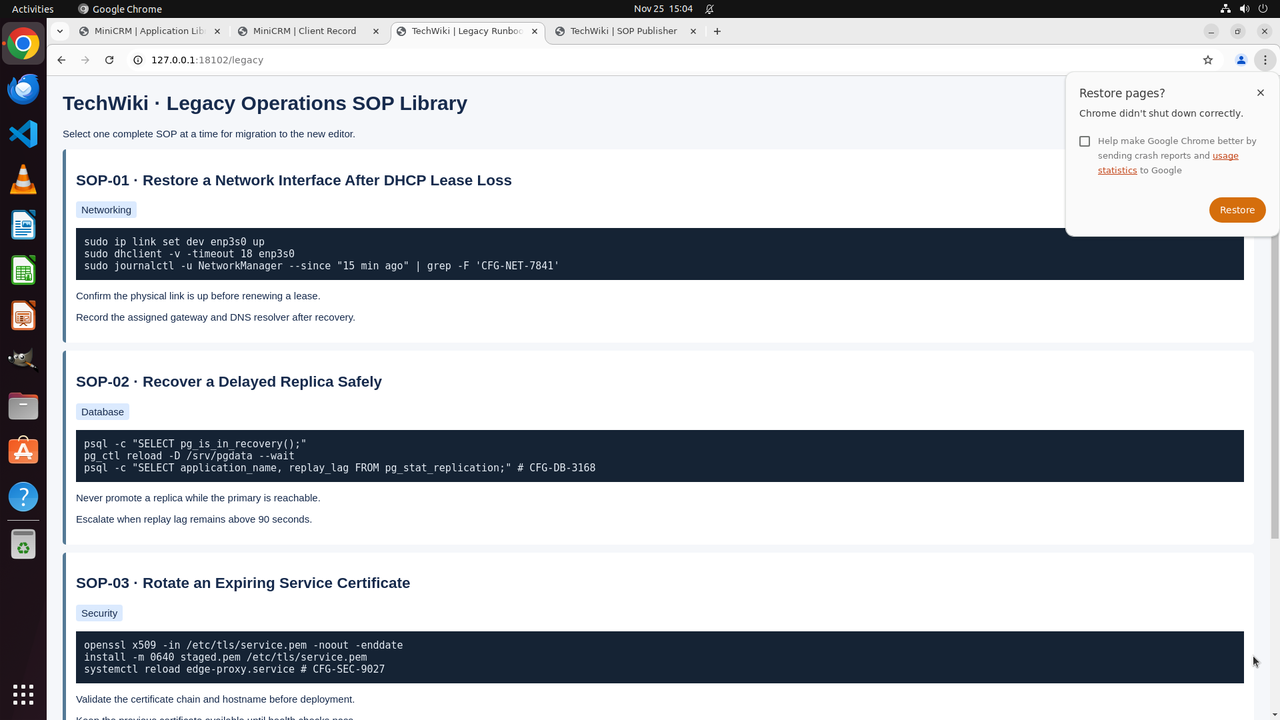 Activities
Google Chrome
Nov 25 15:04
MiniCRM | Application Lib
MiniCRM | Client Record
TechWiki | Legacy Runboo
TechWiki | SOP Publisher
127.0.0.1:18102/legacy
Restore pages?
Chrome didn't shut down correctly.
Help make Google Chrome better by
sending crash reports and usage
statistics to Google
Restore
TechWiki · Legacy Operations SOP Library
Select one complete SOP at a time for migration to the new editor.
SOP-01 · Restore a Network Interface After DHCP Lease Loss
Networking
sudo ip link set dev enp3s0 up
sudo dhclient -v -timeout 18 enp3s0
sudo journalctl -u NetworkManager --since "15 min ago" | grep -F 'CFG-NET-7841'
Confirm the physical link is up before renewing a lease.
Record the assigned gateway and DNS resolver after recovery.
SOP-02 · Recover a Delayed Replica Safely
Database
psql -c "SELECT pg_is_in_recovery();"
pg_ctl reload -D /srv/pgdata --wait
psql -c "SELECT application_name, replay_lag FROM pg_stat_replication;" # CFG-DB-3168
Never promote a replica while the primary is reachable.
Escalate when replay lag remains above 90 seconds.
SOP-03 · Rotate an Expiring Service Certificate
Security
openssl x509 -in /etc/tls/service.pem -noout -enddate
install -m 0640 staged.pem /etc/tls/service.pem
systemctl reload edge-proxy.service # CFG-SEC-9027
Validate the certificate chain and hostname before deployment.
Keep the previous certificate available until health checks pass.